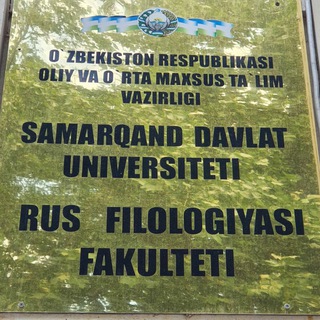 O`ZBEKISTON RESPUBLIKASI
OLIY VA O`RTA MAXSUS TA`LIM
VAZIRLIGI
SAMARQAND DAVLAT
UNIVERSITETI
RUS FILOLOGIYASI
FAKULTETI